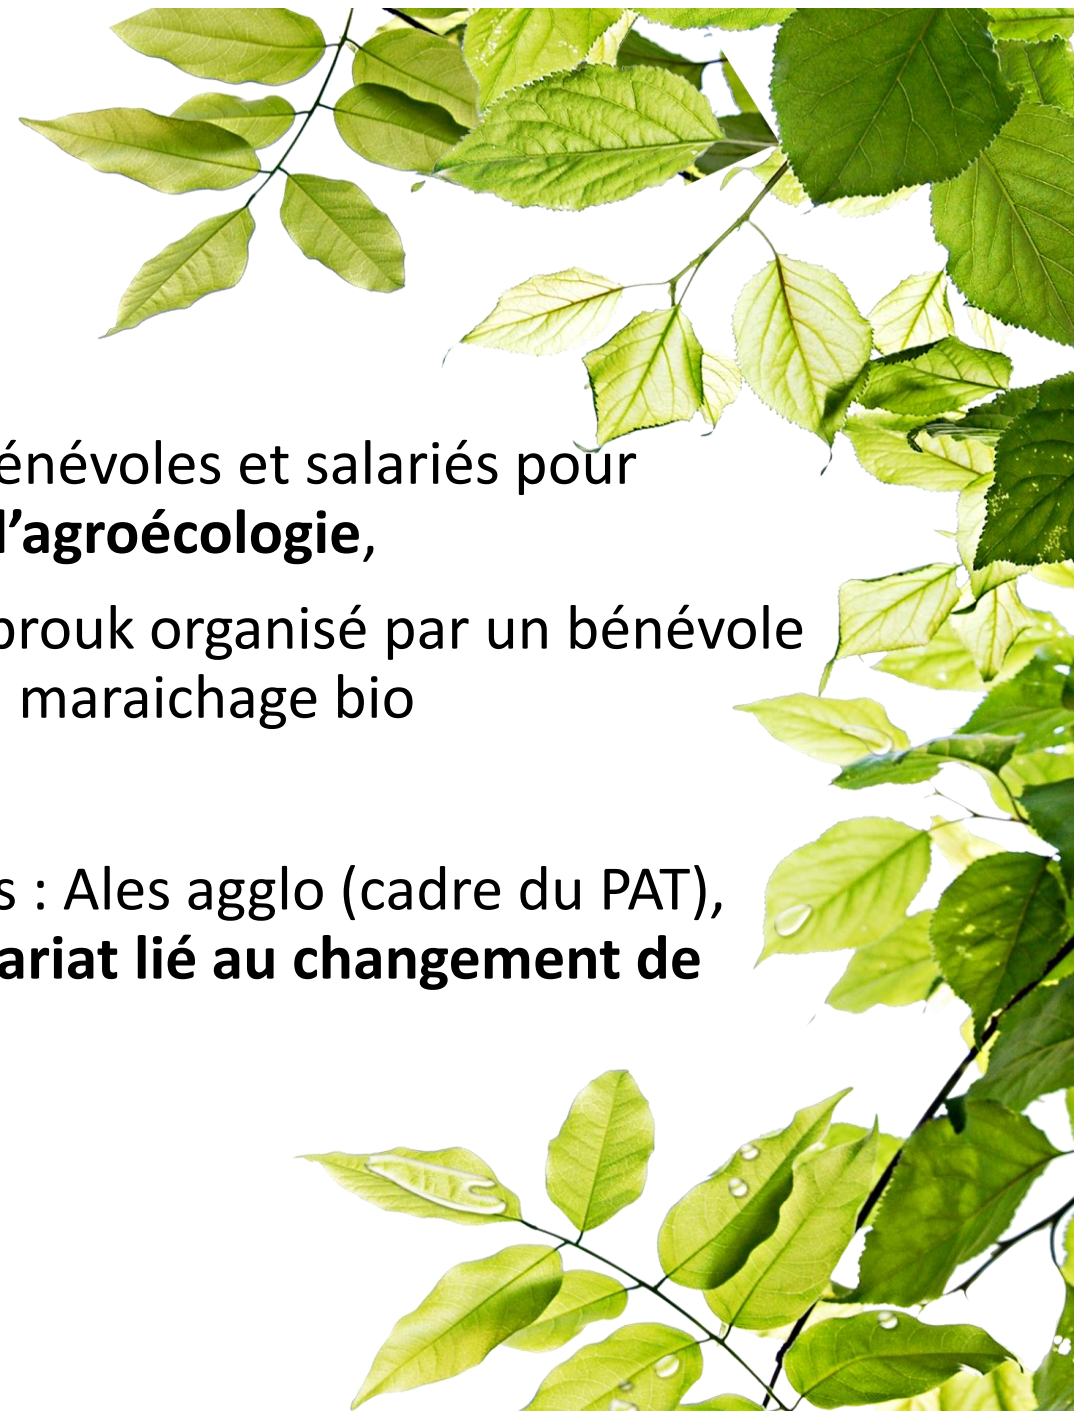 énévoles et salariés pour
l’agroécologie,
brouk organisé par un bénévole
maraichage bio
s : Ales agglo (cadre du PAT),
ariat lié au changement de